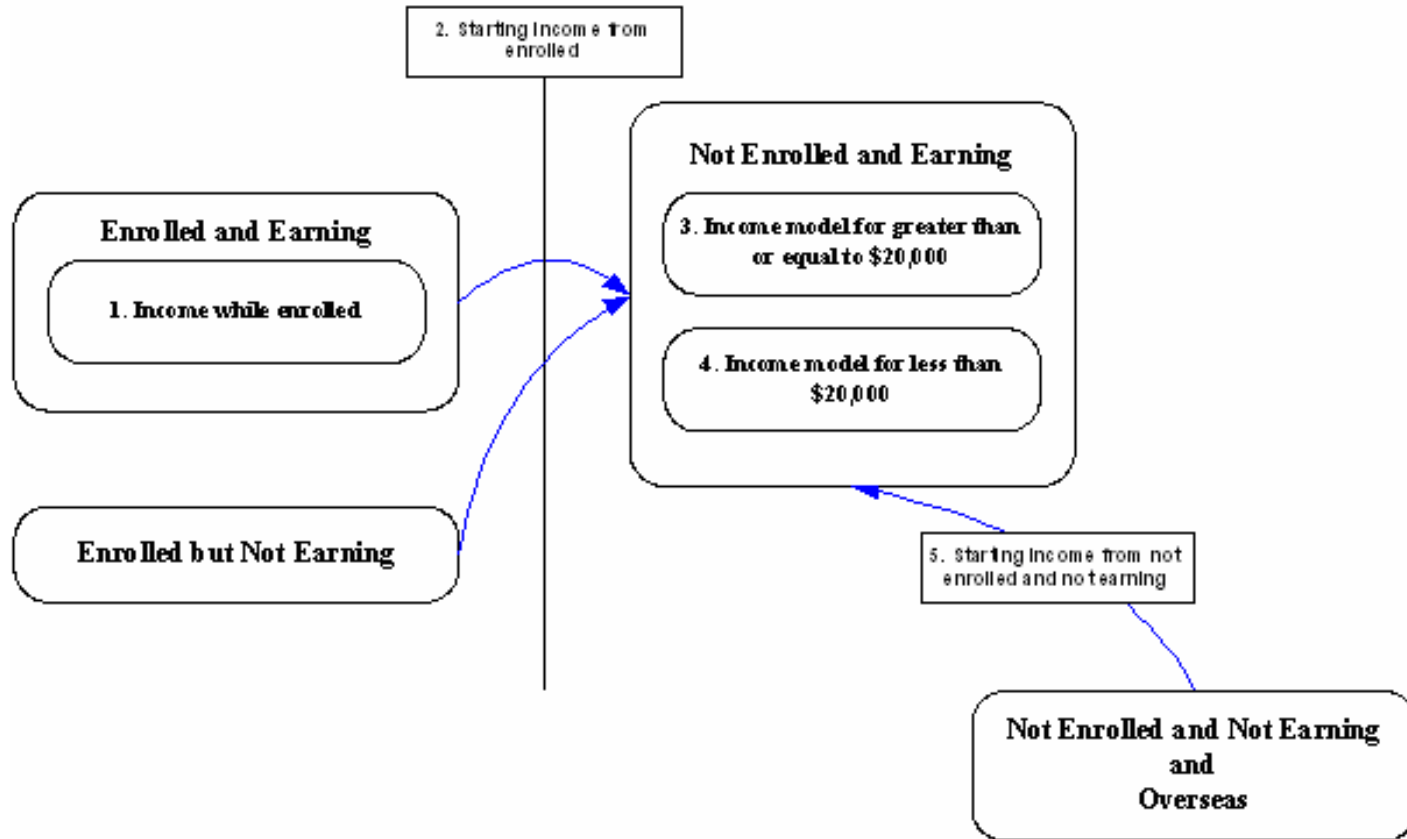 2. Starting Income from
enrolled
Not Enrolled and Earning
3. Income model for greater than
or equal to $20,000
4. Income model for less than
$20,000
Enrolled and Earning
1. Income while enrolled
Enrolled but Not Earning
5. Starting Income from not
enrolled and not earning
Not Enrolled and Not Earning
and
Overseas